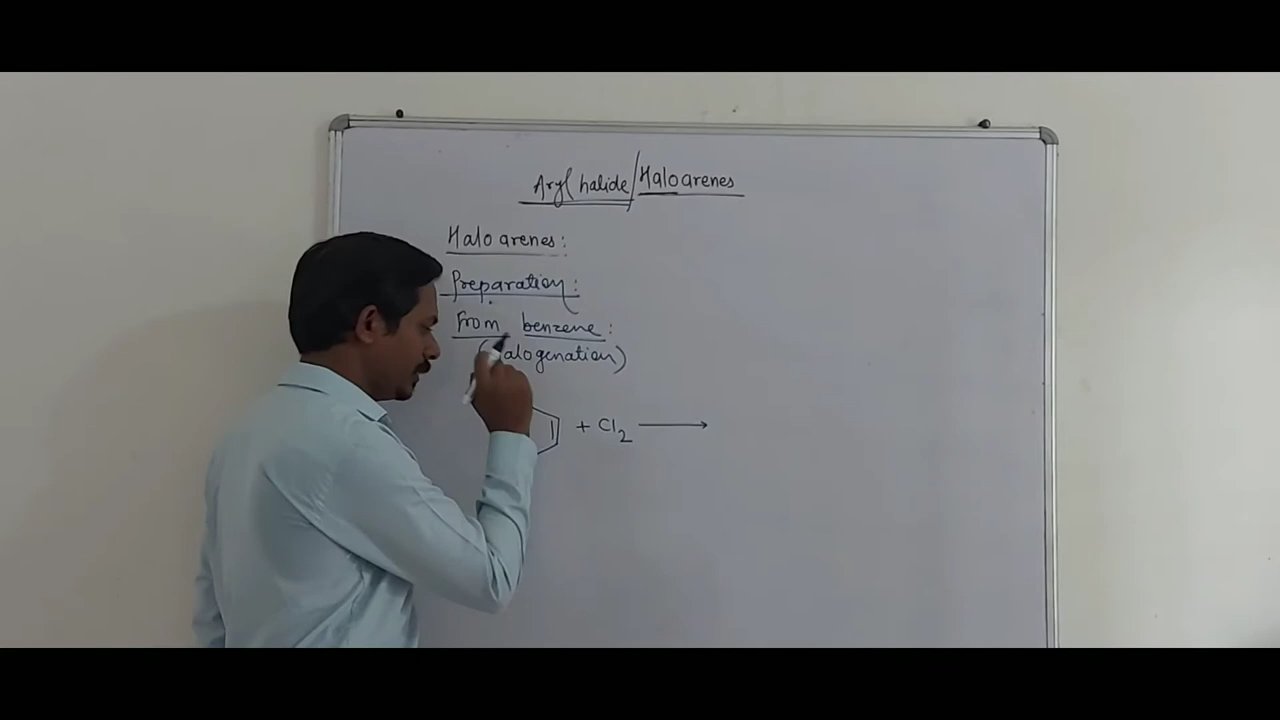 Aryl halide/Haloarenes
Halo arenes:
Preparation:
From benzene:
alogenation)
+ Cl2 ⟶